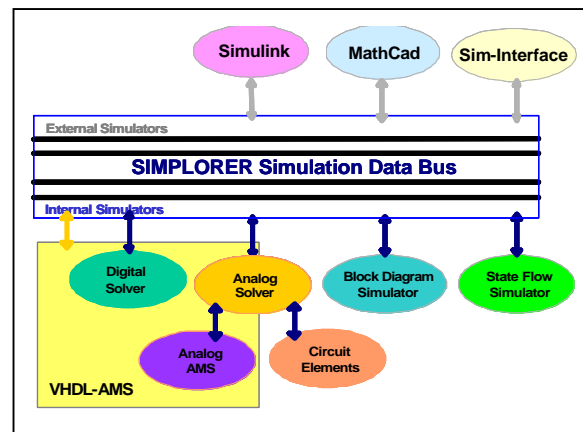 Simulink
MathCad
Sim-Interface
External Simulators
SIMPLORER Simulation Data Bus
Internal Simulators
Digital
Solver
Analog
Solver
Block Diagram
Simulator
State Flow
Simulator
Analog
AMS
Circuit
Elements
VHDL-AMS